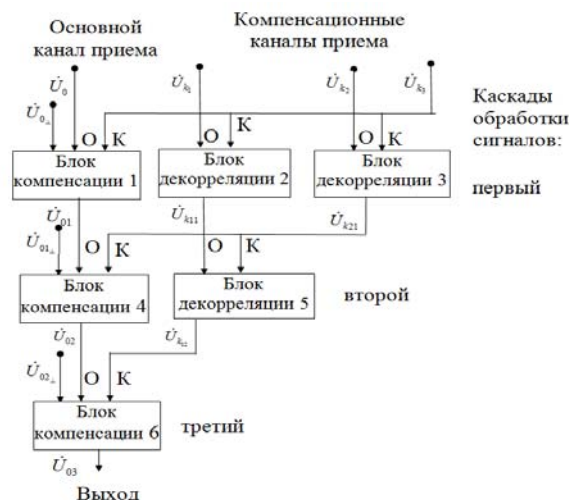 Основной
канал приема
Компенсационные
каналы приема
U̇₀
U̇₀⊥
U̇ₖ₁
U̇ₖ₂
U̇ₖ₃
Каскады
обработки
сигналов:
О
К
О
К
О
К
Блок
компенсации 1
Блок
декорреляции 2
Блок
декорреляции 3
первый
U̇₀₁
U̇ₖ₁₁
U̇ₖ₂₁
U̇₀₁⊥
О
К
О
К
Блок
компенсации 4
Блок
декорреляции 5
второй
U̇₀₂
U̇ₖ₁₂
U̇₀₂⊥
О
К
Блок
компенсации 6
третий
U̇₀₃
Выход